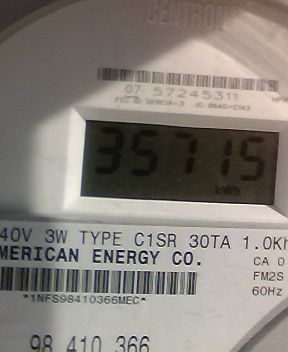 CENTRON
07 57245311
35715
kWh
40V 3W TYPE C1SR 30TA 1.0Kh
MERICAN ENERGY CO.
CA 0
FM2S
*1NFS98410366MEC*
60Hz
98 410 366